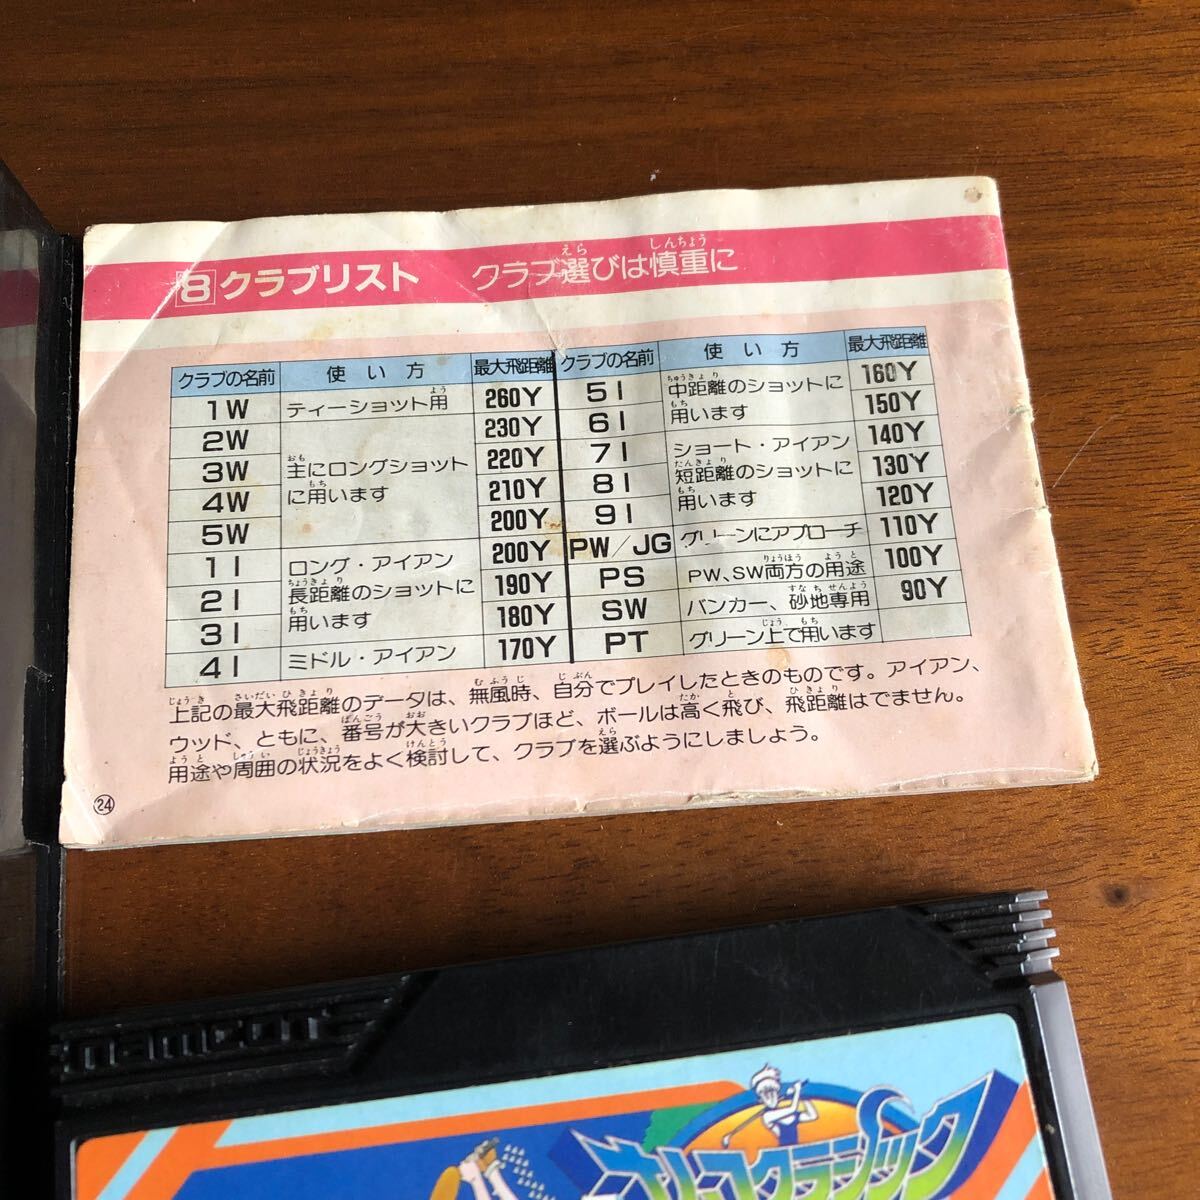 8 クラブリスト クラブ選びは慎重に
えら しんちょう
クラブの名前 使い方 最大飛距離 クラブの名前 使い方 最大飛距離
1W ティーショット用 260Y 5I 中距離のショットに 160Y
2W 230Y 6I 用います 150Y
3W 主にロングショット 220Y 7I ショート・アイアン 140Y
4W に用います 210Y 8I 短距離のショットに 130Y
5W 200Y 9I 用います 120Y
1I ロング・アイアン 200Y PW/JG グリーンにアプローチ 110Y
2I 長距離のショットに 190Y PS PW、SW両方の用途 100Y
3I 用います 180Y SW バンカー、砂地専用 90Y
4I ミドル・アイアン 170Y PT グリーン上で用います
上記の最大飛距離のデータは、無風時、自分でプレイしたときのものです。アイアン、
ウッド、ともに、番号が大きいクラブほど、ボールは高く飛び、飛距離はでません。
用途や周囲の状況をよく検討して、クラブを選ぶようにしましょう。
24
namcot
クラシック